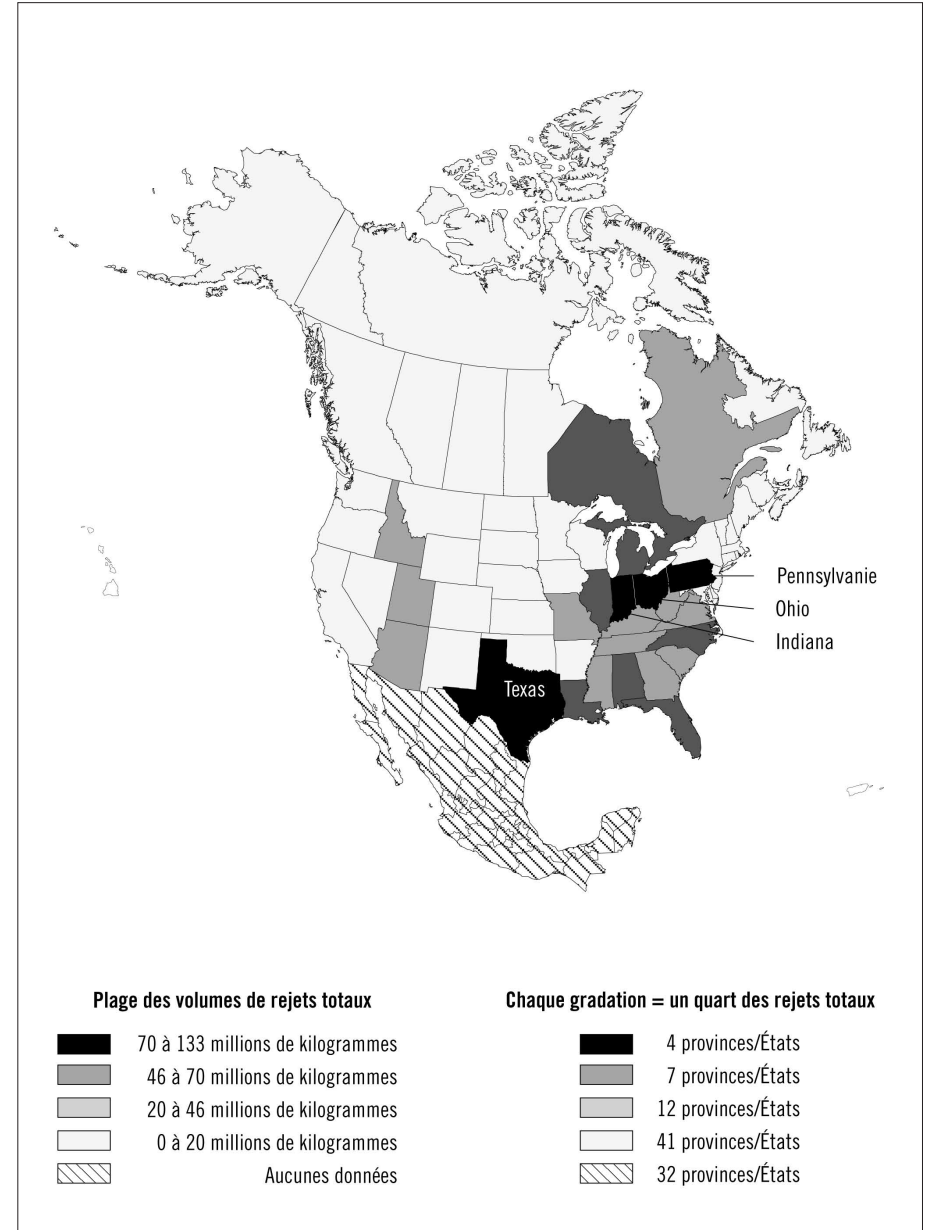 Pennsylvanie
Ohio
Indiana
Texas
Plage des volumes de rejets totaux
70 à 133 millions de kilogrammes
46 à 70 millions de kilogrammes
20 à 46 millions de kilogrammes
0 à 20 millions de kilogrammes
Aucunes données
Chaque gradation = un quart des rejets totaux
4 provinces/États
7 provinces/États
12 provinces/États
41 provinces/États
32 provinces/États